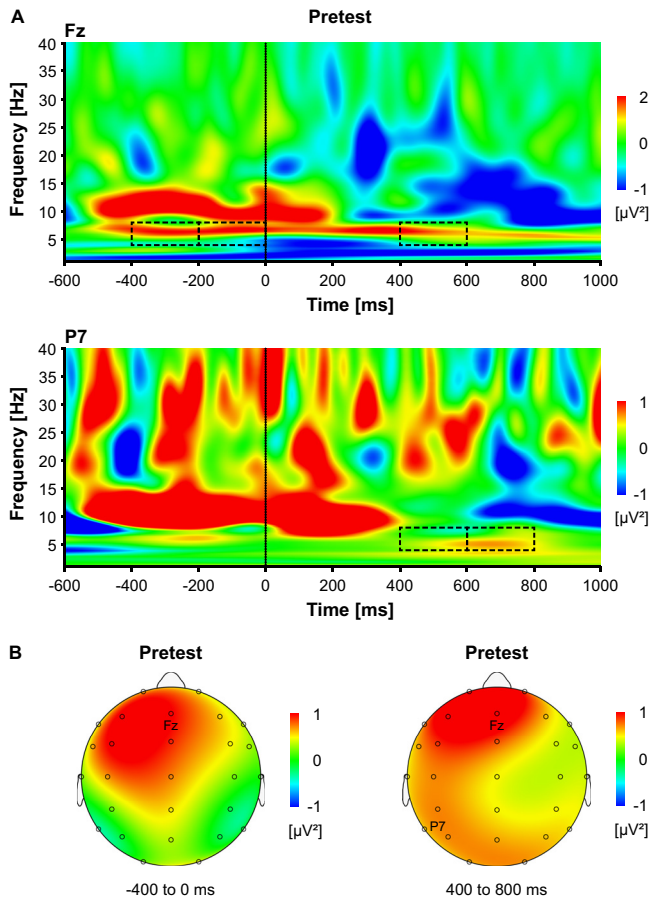 A Pretest
Fz
Frequency [Hz]
40
35
30
25
20
15
10
5
-600 -400 -200 0 200 400 600 800 1000
Time [ms]
2
0
-1
[µV²]
P7
Frequency [Hz]
40
35
30
25
20
15
10
5
-600 -400 -200 0 200 400 600 800 1000
Time [ms]
1
0
-1
[µV²]
B Pretest Pretest
Fz
1
0
-1
[µV²]
-400 to 0 ms
Fz
P7
1
0
-1
[µV²]
400 to 800 ms